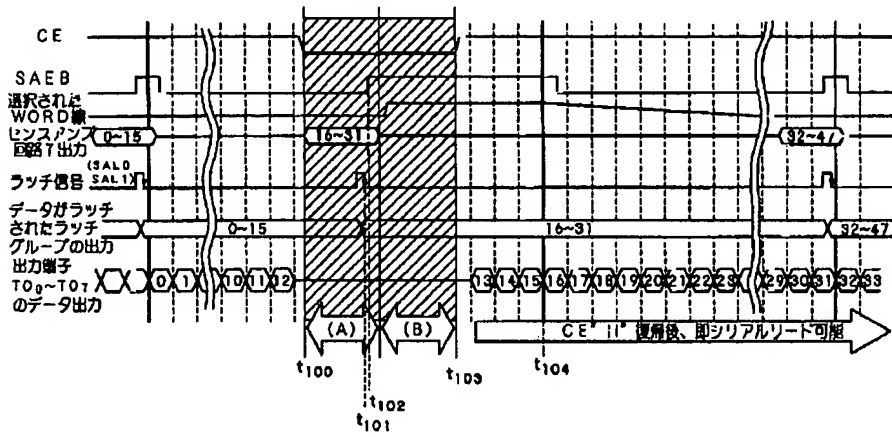 CE
SAEB
選択された
WORD線
センスアンプ 0~15 16~31 32~47
回路7出力
(SAL0
ラッチ信号 SAL1)
データがラッチ
されたラッチ 0~15 16~31 32~47
グループの出力
出力端子
TO₀~TO₇ 0 1 10 11 12 13 14 15 16 17 18 19 20 21 22 23 29 30 31 32 33
のデータ出力
(A) (B) CE" "復帰後、即シリアルリード可能
t₁₀₀ t₁₀₃ t₁₀₄
t₁₀₂
t₁₀₁